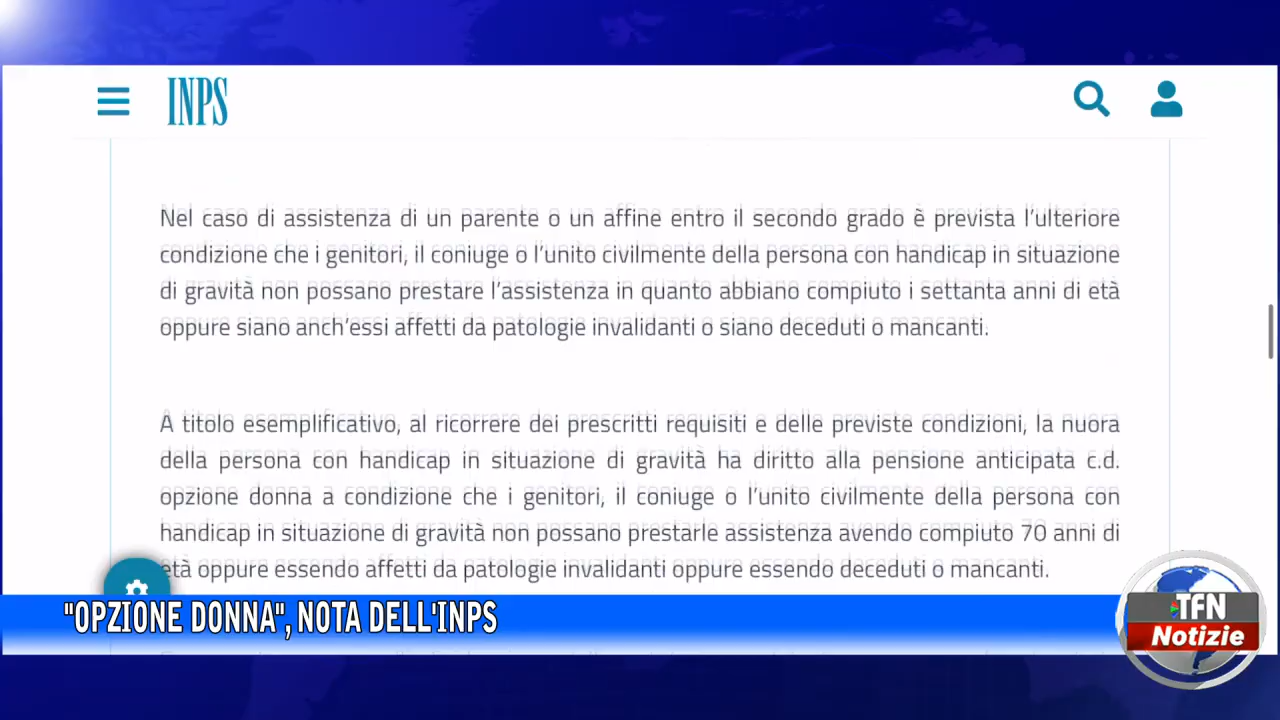 INPS
Nel caso di assistenza di un parente o un affine entro il secondo grado è prevista l’ulteriore
condizione che i genitori, il coniuge o l’unito civilmente della persona con handicap in situazione
di gravità non possano prestare l’assistenza in quanto abbiano compiuto i settanta anni di età
oppure siano anch’essi affetti da patologie invalidanti o siano deceduti o mancanti.
A titolo esemplificativo, al ricorrere dei prescritti requisiti e delle previste condizioni, la nuora
della persona con handicap in situazione di gravità ha diritto alla pensione anticipata c.d.
opzione donna a condizione che i genitori, il coniuge o l’unito civilmente della persona con
handicap in situazione di gravità non possano prestarle assistenza avendo compiuto 70 anni di
età oppure essendo affetti da patologie invalidanti oppure essendo deceduti o mancanti.
"OPZIONE DONNA", NOTA DELL'INPS
TFN
Notizie